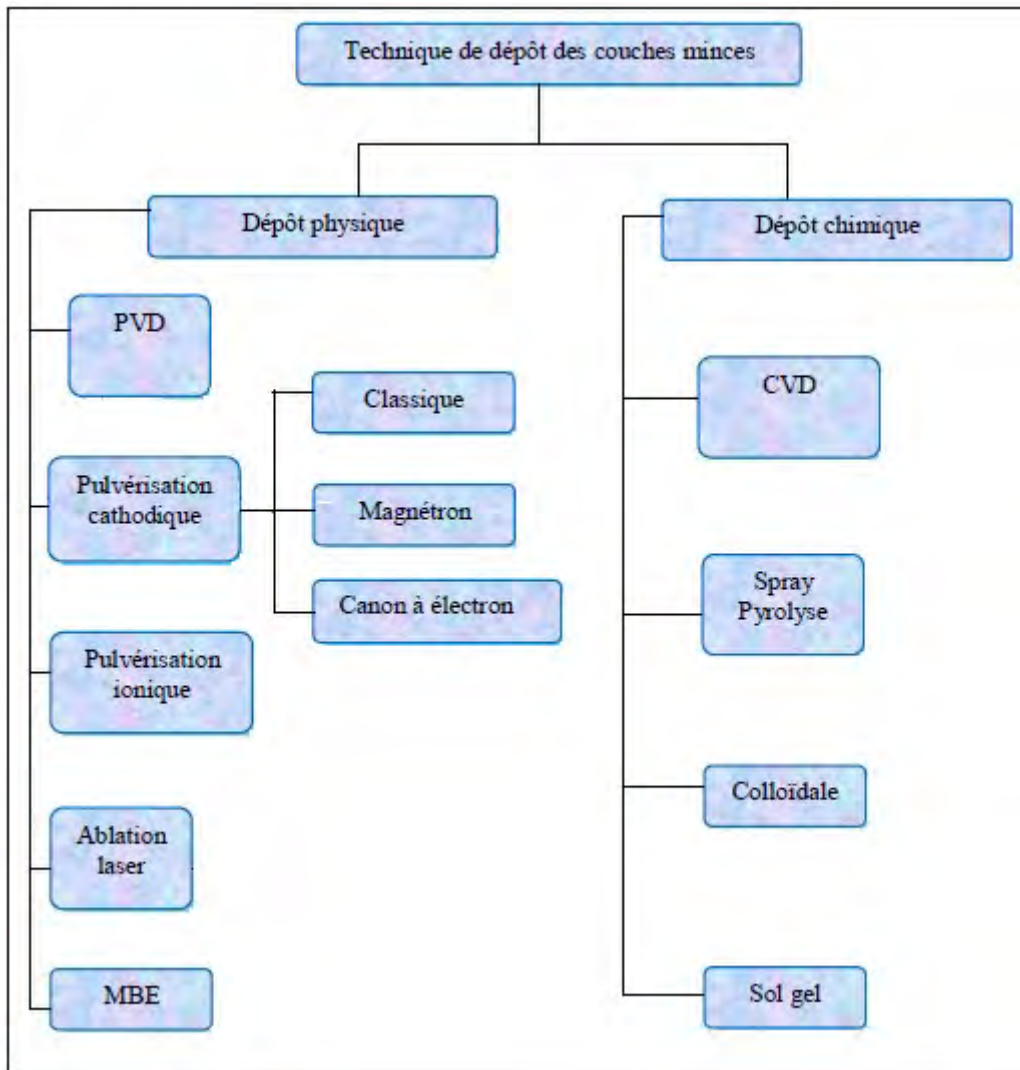 Technique de dépôt des couches minces
Dépôt physique
Dépôt chimique
PVD
Classique
CVD
Pulvérisation
cathodique
Magnétron
Canon à électron
Spray
Pyrolyse
Pulvérisation
ionique
Colloïdale
Ablation
laser
MBE
Sol gel